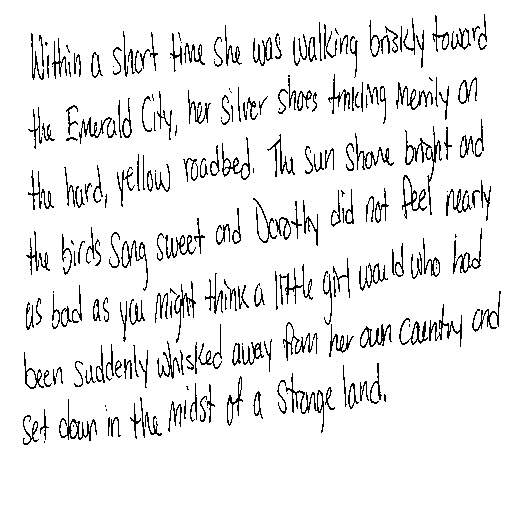 Within a short time she was walking briskly toward
the Emerald City, her silver shoes tinkling merrily on
the hard, yellow roadbed. The sun shone bright and
the birds sang sweet and Dorothy did not feel nearly
as bad as you might think a little girl would who had
been suddenly whisked away from her own country and
set down in the midst of a strange land.